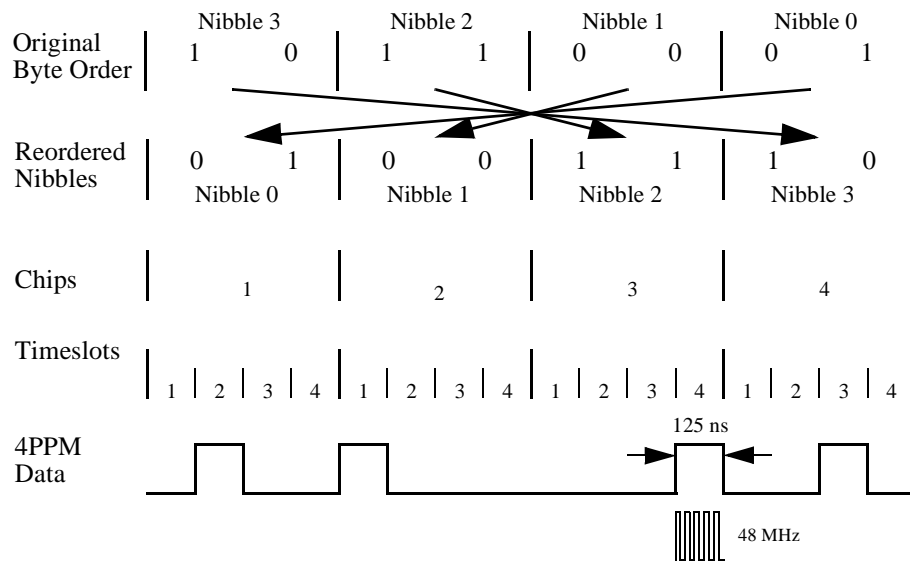 Nibble 3 Nibble 2 Nibble 1 Nibble 0
Original
Byte Order
1 0 1 1 0 0 0 1
Reordered
Nibbles
0 1 0 0 1 1 1 0
Nibble 0 Nibble 1 Nibble 2 Nibble 3
Chips
1 2 3 4
Timeslots
1 2 3 4 1 2 3 4 1 2 3 4 1 2 3 4
4PPM
Data
125 ns
48 MHz